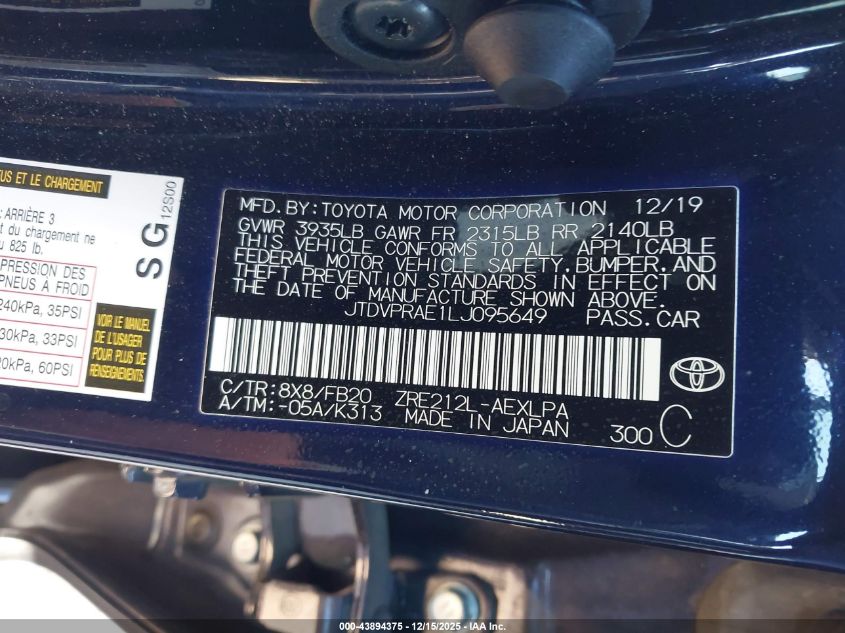 US ET LE CHARGEMENT
: ARRIÈRE 3
t du chargement ne
u 825 lb.
PRESSION DES
PNEUS À FROID
240kPa, 35PSI
30kPa, 33PSI
20kPa, 60PSI
VOIR LE MANUEL
DU
POUR PLUS DE
RENSEIGNEMENTS.
SG
12S00
MFD.BY:TOYOTA MOTOR CORPORATION 12/19
GVWR 3935LB GAWR FR 2315LB RR 2140LB
THIS VEHICLE CONFORMS TO ALL APPLICABLE
FEDERAL MOTOR VEHICLE SAFETY,BUMPER,AND
THEFT PREVENTION STANDARDS IN EFFECT ON
THE DATE OF MANUFACTURE SHOWN ABOVE.
JTDVPRAE1LJ095649 PASS.CAR
C/TR:8X8/FB20 ZRE212L-AEXLPA
A/TM:-05A/K313 MADE IN JAPAN 300 C
000-43894375 - 12/15/2025 - IAA Inc.